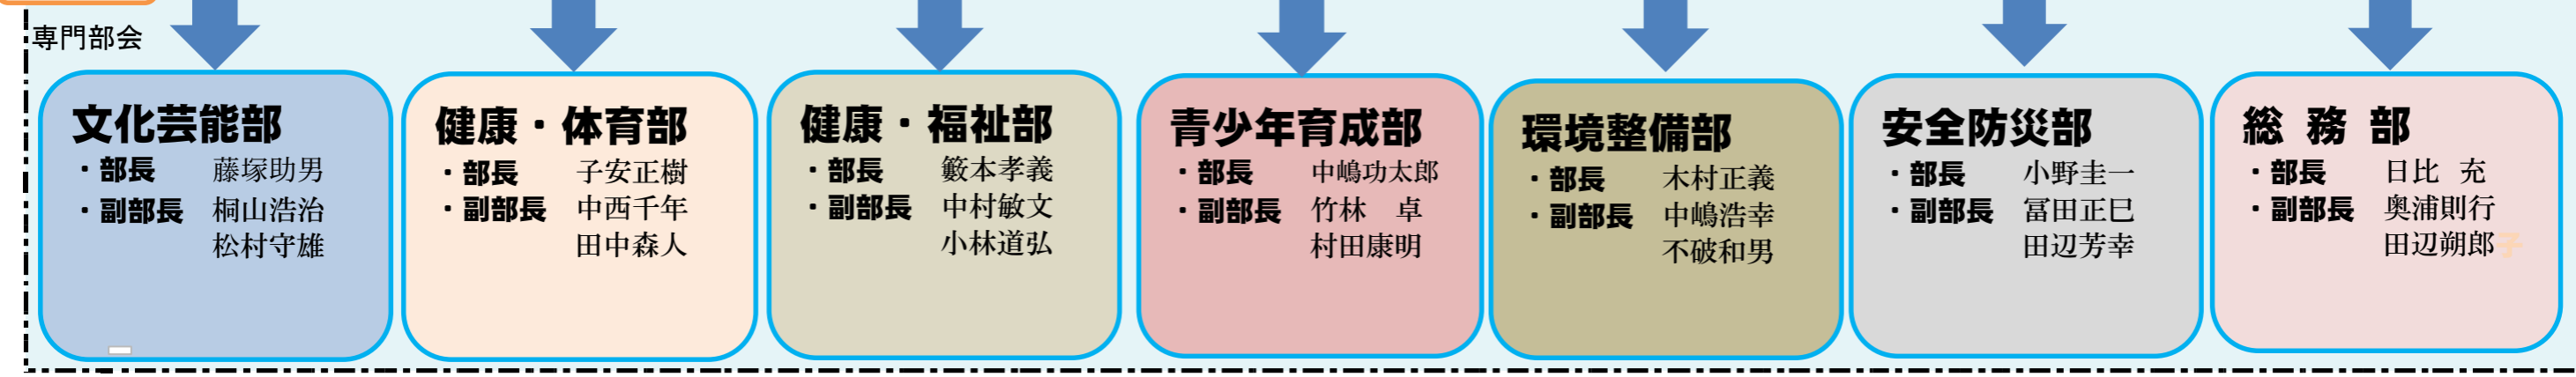 専門部会
文化芸能部
・部長 藤塚助男
・副部長 桐山浩治
松村守雄
健康・体育部
・部長 子安正樹
・副部長 中西千年
田中森人
健康・福祉部
・部長 籔本孝義
・副部長 中村敏文
小林道弘
青少年育成部
・部長 中嶋功太郎
・副部長 竹林 卓
村田康明
環境整備部
・部長 木村正義
・副部長 中嶋浩幸
不破和男
安全防災部
・部長 小野圭一
・副部長 冨田正巳
田辺芳幸
総 務 部
・部長 日比 充
・副部長 奥浦則行
田辺朔郎子